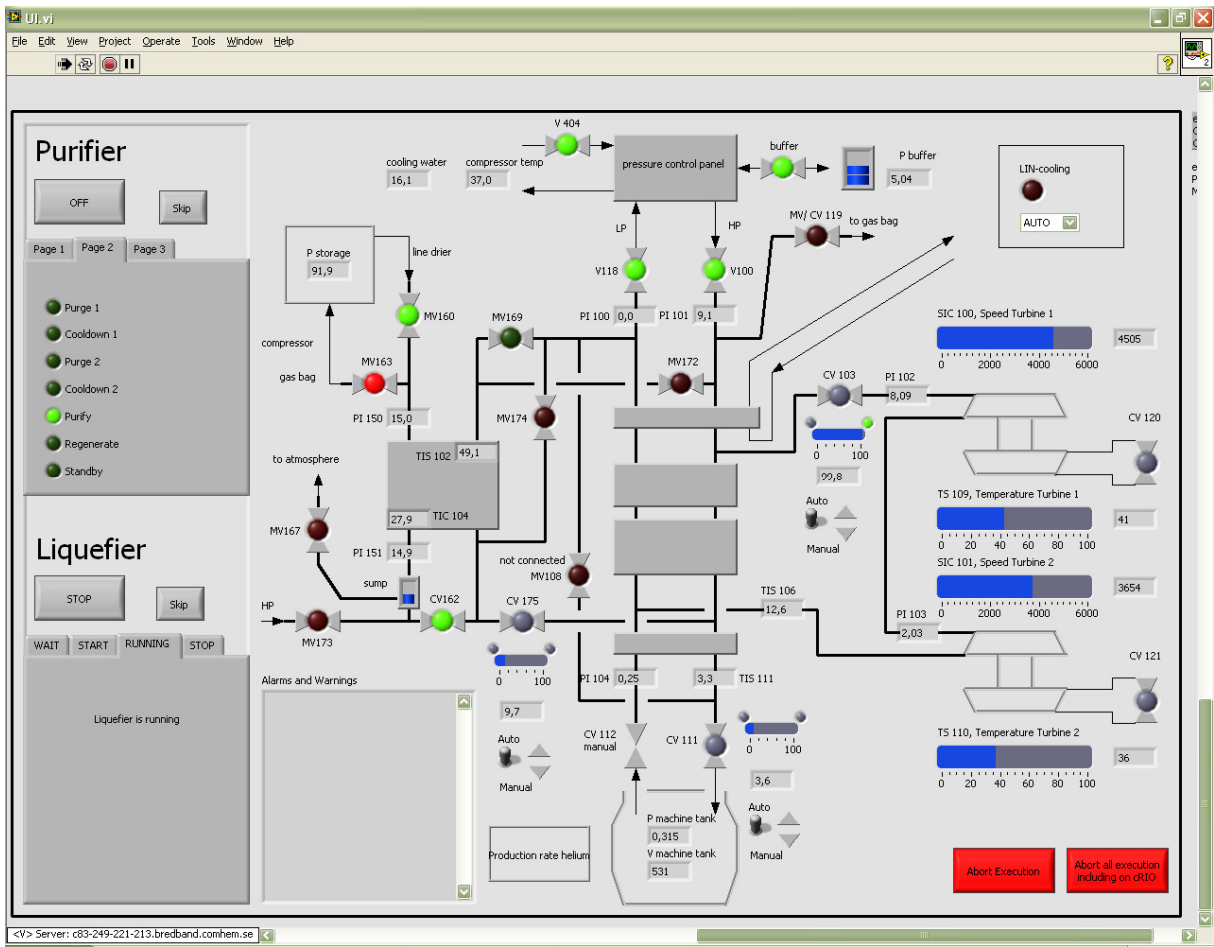 UI.vi
File Edit View Project Operate Tools Window Help
2
Purifier
OFF
Skip
Page 1 Page 2 Page 3
Purge 1
Cooldown 1
Purge 2
Cooldown 2
Purify
Regenerate
Standby
Liquefier
STOP
Skip
WAIT START RUNNING STOP
Liquefier is running
V 404
cooling water
16,1
compressor temp
37,0
pressure control panel
buffer
P buffer
5,04
LIN-cooling
AUTO
LP
HP
MV/ CV 119
to gas bag
P storage
91,9
line drier
V118
V100
MV160
MV169
PI 100 0,0
PI 101 9,1
compressor
gas bag
MV163
MV172
PI 150 15,0
MV174
TIS 102 49,1
27,9 TIC 104
to atmosphere
MV167
PI 151 14,9
sump
not connected
MV108
HP
MV173
CV162
CV 175
0 100
9,7
Auto
Manual
CV 103
0 100
99,8
Auto
Manual
PI 102
8,09
SIC 100, Speed Turbine 1
4505
0 2000 4000 6000
CV 120
TS 109, Temperature Turbine 1
41
0 20 40 60 80 100
SIC 101, Speed Turbine 2
3654
0 2000 4000 6000
TIS 106
12,6
PI 103
2,03
CV 121
TS 110, Temperature Turbine 2
36
0 20 40 60 80 100
PI 104 0,25
3,3 TIS 111
CV 112
manual
CV 111
0 100
3,6
Auto
Manual
Alarms and Warnings
Production rate helium
P machine tank
0,315
V machine tank
531
Abort Execution
Abort all execution
including on cRIO
<V> Server: c83-249-221-213.bredband.comhem.se